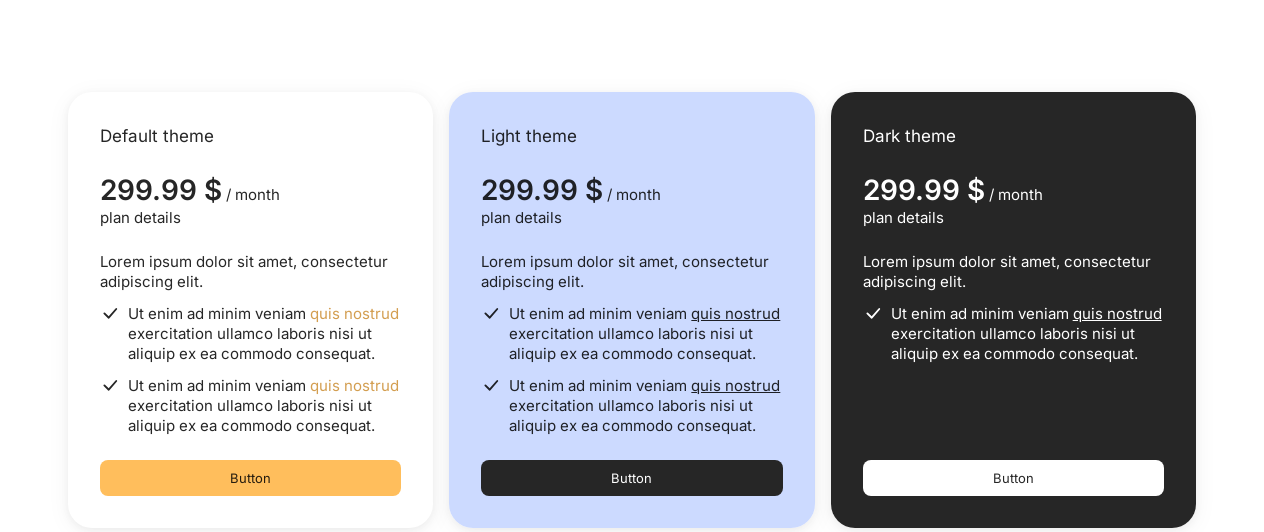 Default theme
299.99 $ / month
plan details
Lorem ipsum dolor sit amet, consectetur
adipiscing elit.
Ut enim ad minim veniam quis nostrud
exercitation ullamco laboris nisi ut
aliquip ex ea commodo consequat.
Ut enim ad minim veniam quis nostrud
exercitation ullamco laboris nisi ut
aliquip ex ea commodo consequat.
Button
Light theme
299.99 $ / month
plan details
Lorem ipsum dolor sit amet, consectetur
adipiscing elit.
Ut enim ad minim veniam quis nostrud
exercitation ullamco laboris nisi ut
aliquip ex ea commodo consequat.
Ut enim ad minim veniam quis nostrud
exercitation ullamco laboris nisi ut
aliquip ex ea commodo consequat.
Button
Dark theme
299.99 $ / month
plan details
Lorem ipsum dolor sit amet, consectetur
adipiscing elit.
Ut enim ad minim veniam quis nostrud
exercitation ullamco laboris nisi ut
aliquip ex ea commodo consequat.
Button